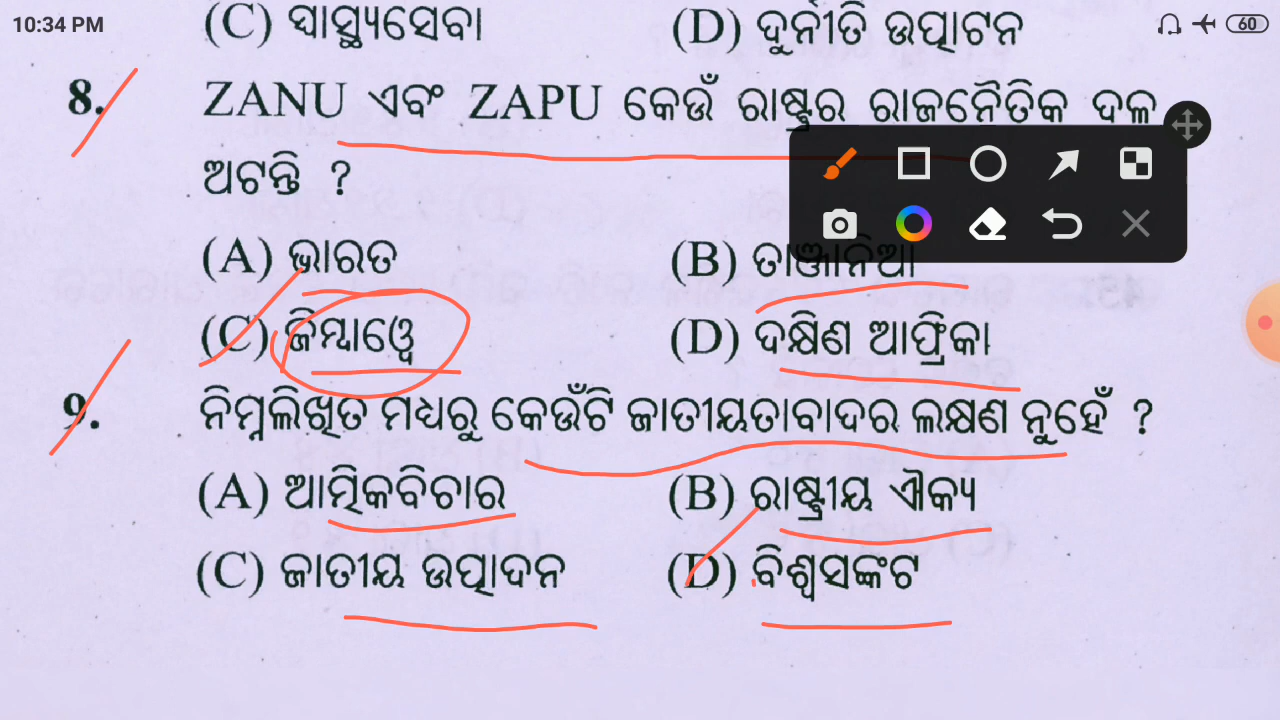 10:34 PM
60
(C) ସ୍ୱାସ୍ଥ୍ୟସେବା (D) ଦୁର୍ନୀତି ଉତ୍ପାଟନ
8. ZANU ଏବଂ ZAPU କେଉଁ ରାଷ୍ଟ୍ରର ରାଜନୈତିକ ଦଳ
ଅଟନ୍ତି ?
(A) ଭାରତ (B) ତାଞ୍ଜାନିଆ
(C) ଜିମ୍ବାଓ୍ବେ (D) ଦକ୍ଷିଣ ଆଫ୍ରିକା
9. ନିମ୍ନଲିଖିତ ମଧ୍ୟରୁ କେଉଁଟି ଜାତୀୟତାବାଦର ଲକ୍ଷଣ ନୁହେଁ ?
(A) ଆତ୍ମିକବିଚାର (B) ରାଷ୍ଟ୍ରୀୟ ଐକ୍ୟ
(C) ଜାତୀୟ ଉତ୍ପାଦନ (D) ବିଶ୍ୱସଙ୍କଟ